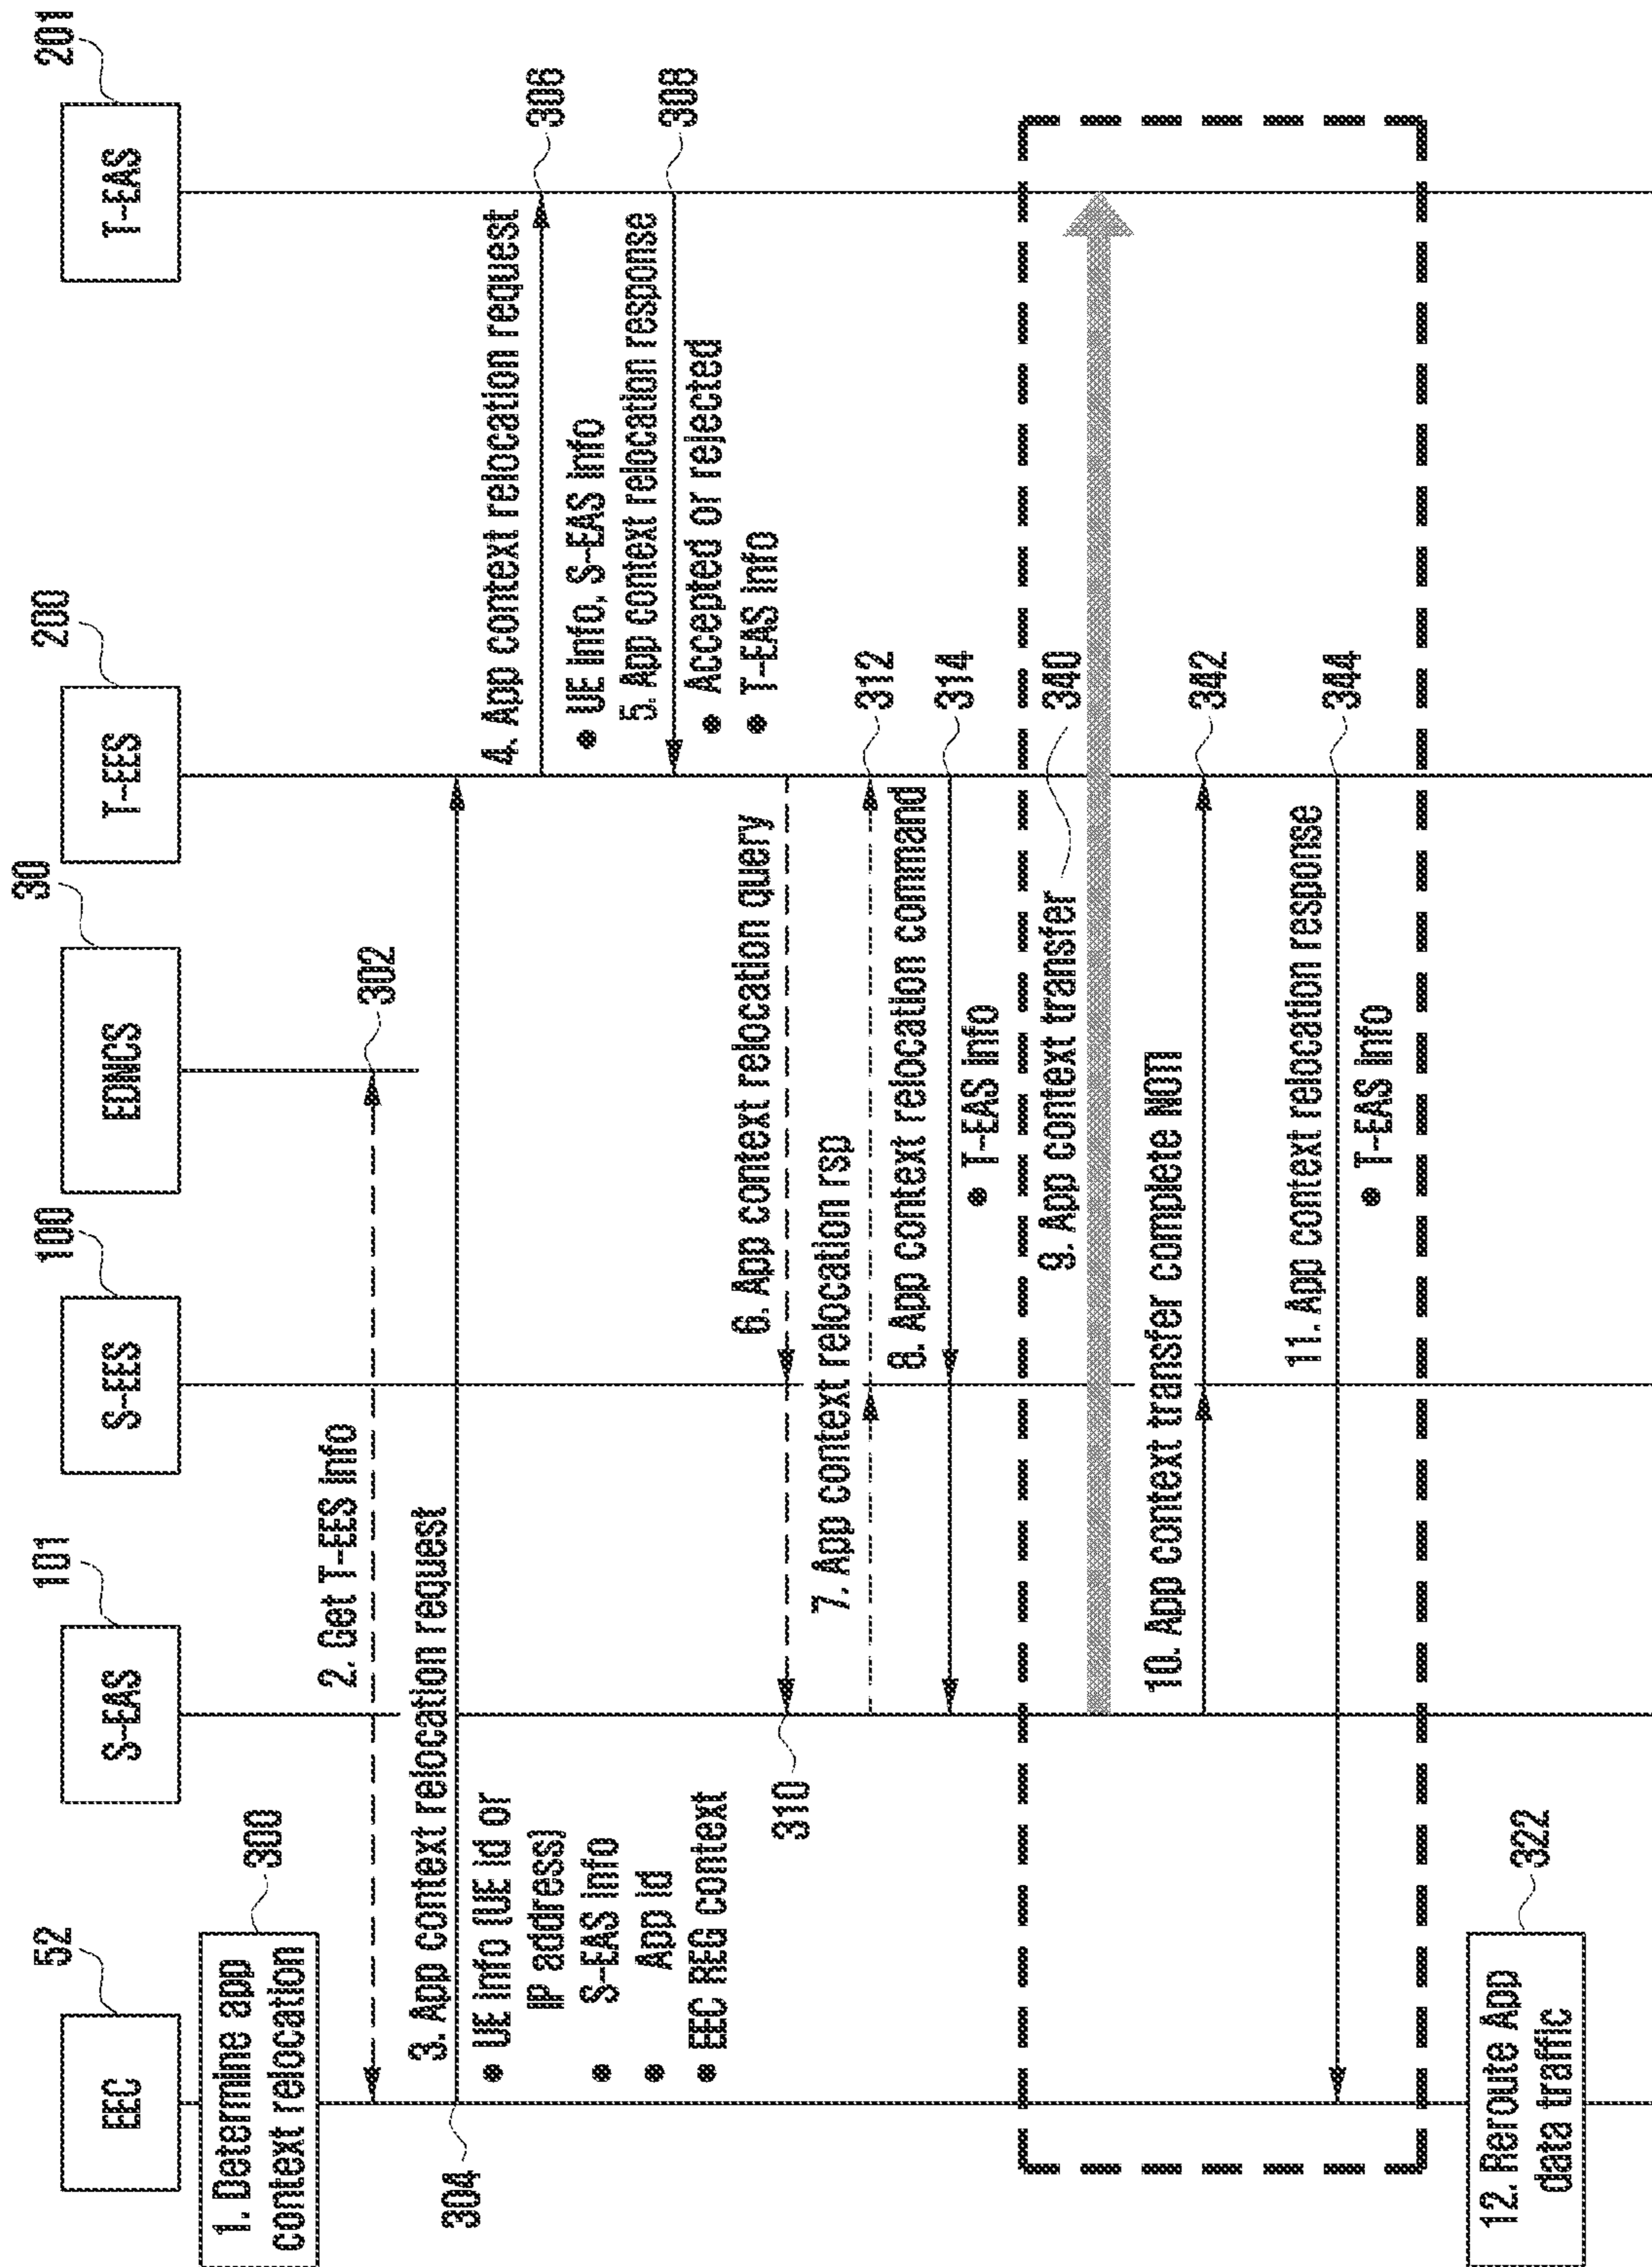 52
101
100
30
200
201
EEC
S-EAS
S-EES
EDNCS
T-EES
T-EAS
1. Determine app
context relocation
300
2. Get T-EES info
302
3. App context relocation request
304
● UE info (UE id or
IP address)
● S-EAS info
● App id
● EEC REG context
4. App context relocation request
306
● UE info, S-EAS info
5. App context relocation response
308
● Accepted or rejected
● T-EAS info
6. App context relocation query
310
7. App context relocation rsp
312
8. App context relocation command
314
● T-EAS info
9. App context transfer
340
10. App context transfer complete NOTI
342
11. App context relocation response
344
● T-EAS info
12. Reroute App
data traffic
322